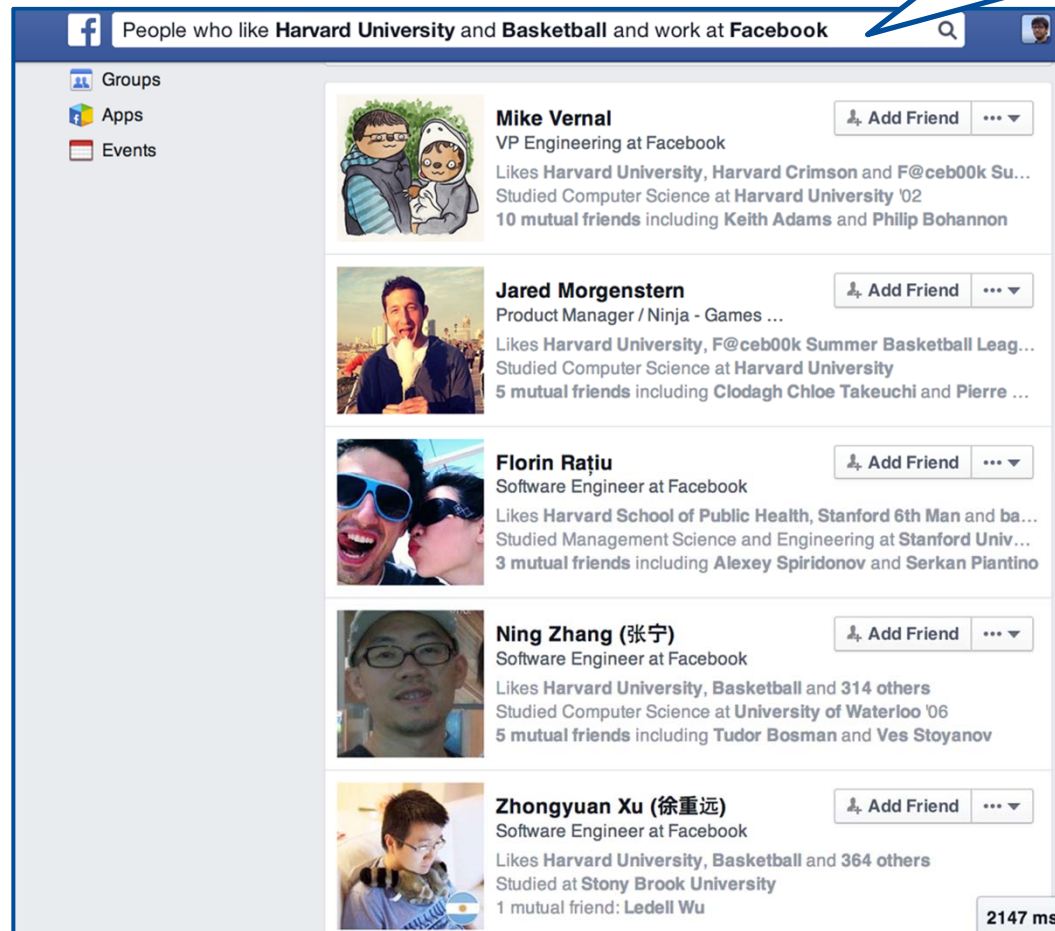 f
People who like Harvard University and Basketball and work at Facebook
Groups
Apps
Events
Mike Vernal
Add Friend
VP Engineering at Facebook
Likes Harvard University, Harvard Crimson and F@ceb00k Su...
Studied Computer Science at Harvard University '02
10 mutual friends including Keith Adams and Philip Bohannon
Jared Morgenstern
Add Friend
Product Manager / Ninja - Games ...
Likes Harvard University, F@ceb00k Summer Basketball Leag...
Studied Computer Science at Harvard University
5 mutual friends including Clodagh Chloe Takeuchi and Pierre ...
Florin Rațiu
Add Friend
Software Engineer at Facebook
Likes Harvard School of Public Health, Stanford 6th Man and ba...
Studied Management Science and Engineering at Stanford Univ...
3 mutual friends including Alexey Spiridonov and Serkan Piantino
Ning Zhang (张宁)
Add Friend
Software Engineer at Facebook
Likes Harvard University, Basketball and 314 others
Studied Computer Science at University of Waterloo '06
5 mutual friends including Tudor Bosman and Ves Stoyanov
Zhongyuan Xu (徐重远)
Add Friend
Software Engineer at Facebook
Likes Harvard University, Basketball and 364 others
Studied at Stony Brook University
1 mutual friend: Ledell Wu
2147 ms